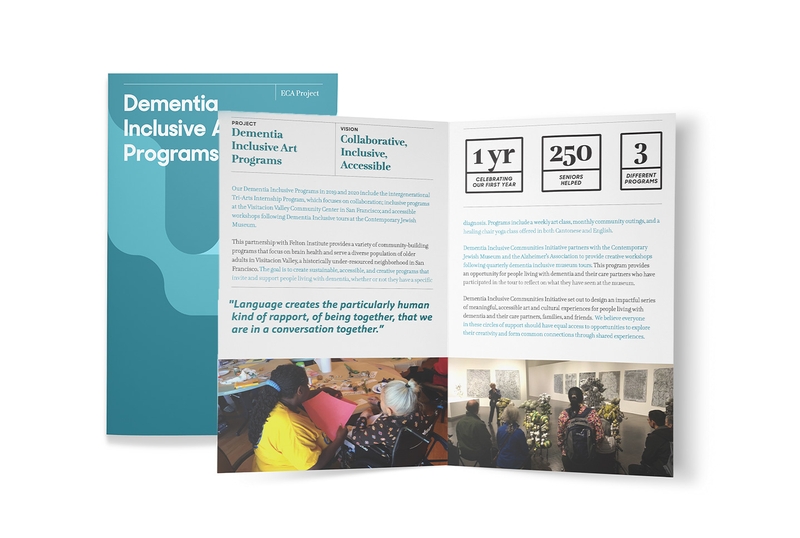 Dementia
Inclusive A
Programs
ECA Project
PROJECT
Dementia
Inclusive Art
Programs
VISION
Collaborative,
Inclusive,
Accessible
Our Dementia Inclusive Programs in 2019 and 2020 include the intergenerational
Tri-Arts Internship Program, which focuses on collaboration; inclusive programs
at the Visitacion Valley Community Center in San Francisco; and accessible
workshops following Dementia Inclusive tours at the Contemporary Jewish
Museum.
This partnership with Felton Institute provides a variety of community-building
programs that focus on brain health and serve a diverse population of older
adults in Visitacion Valley, a historically under-resourced neighborhood in San
Francisco. The goal is to create sustainable, accessible, and creative programs that
invite and support people living with dementia, whether or not they have a specific
"Language creates the particularly human
kind of rapport, of being together, that we
are in a conversation together."
1 yr
CELEBRATING
OUR FIRST YEAR
250
SENIORS
HELPED
3
DIFFERENT
PROGRAMS
diagnosis. Programs include a weekly art class, monthly community outings, and a
healing chair yoga class offered in both Cantonese and English.
Dementia Inclusive Communities Initiative partners with the Contemporary
Jewish Museum and the Alzheimer's Association to provide creative workshops
following quarterly dementia inclusive museum tours. This program provides
an opportunity for people living with dementia and their care partners who have
participated in the tour to reflect on what they have seen at the museum.
Dementia Inclusive Communities Initiative set out to design an impactful series
of meaningful, accessible art and cultural experiences for people living with
dementia and their care partners, families, and friends. We believe everyone
in those circles of support should have equal access to opportunities to explore
their creativity and form common connections through shared experiences.